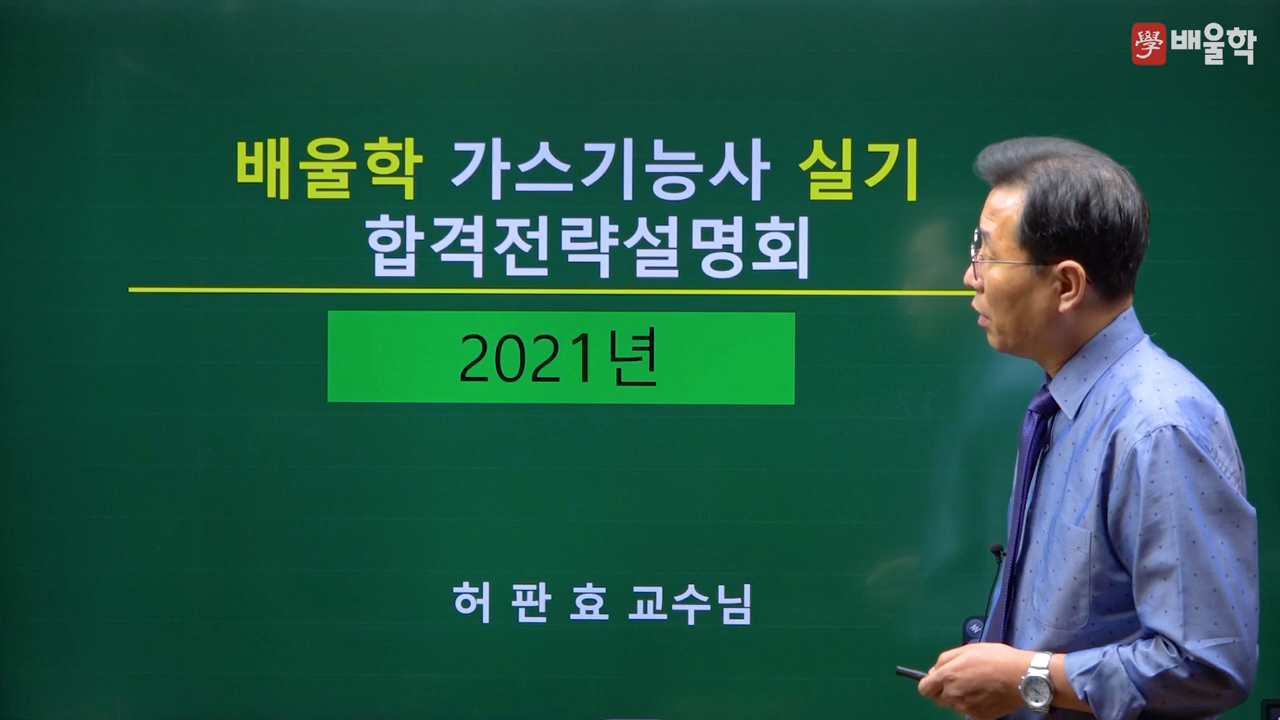 學 배울학
배울학 가스기능사 실기
합격전략설명회
2021년
허 판 효 교수님